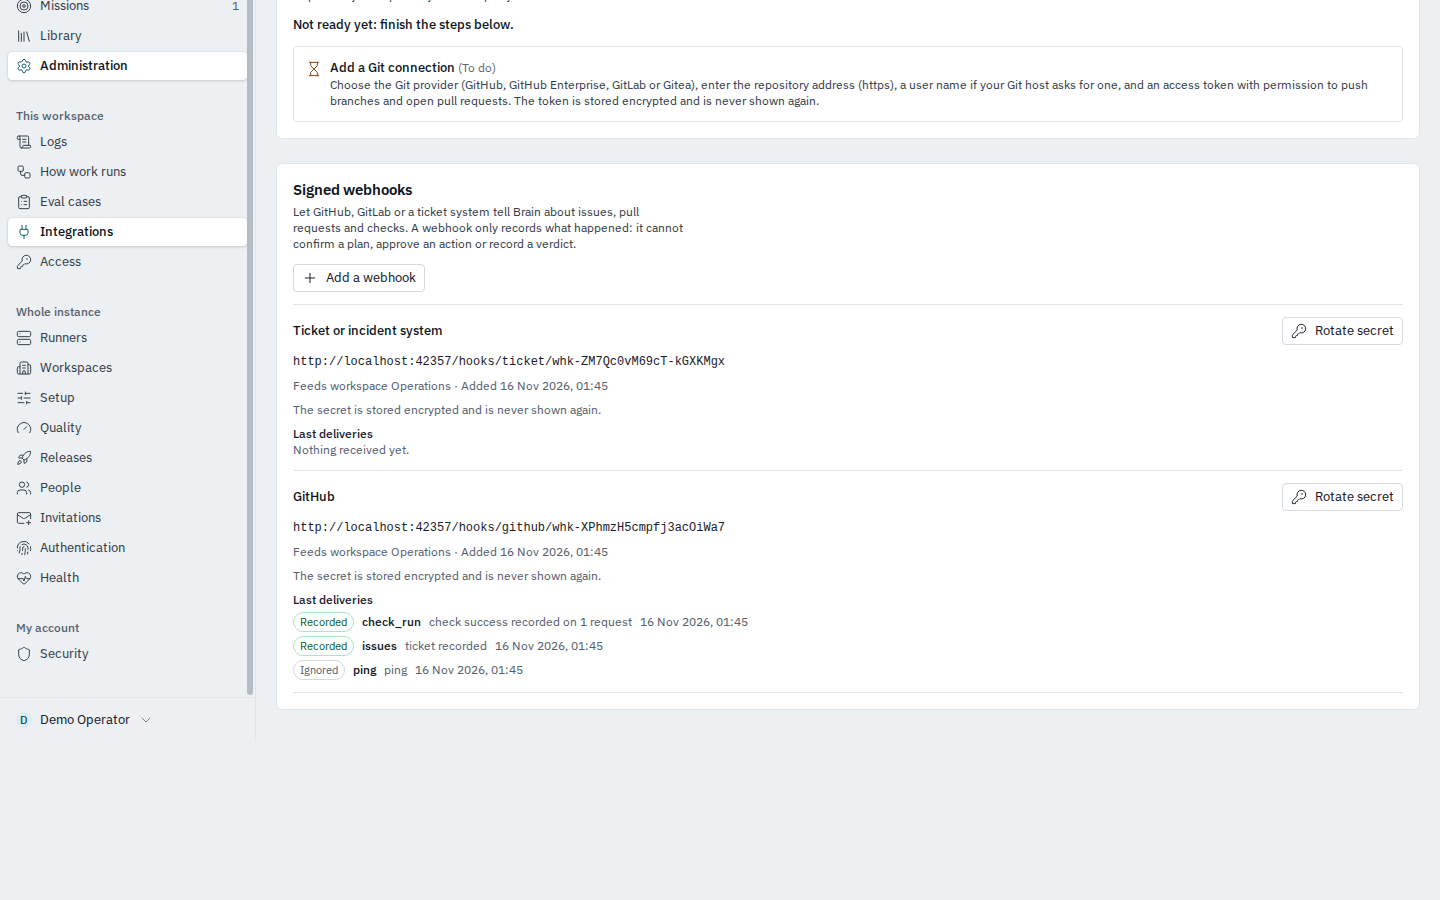 Missions 1
Library
Administration
This workspace
Logs
How work runs
Eval cases
Integrations
Access
Whole instance
Runners
Workspaces
Setup
Quality
Releases
People
Invitations
Authentication
Health
My account
Security
D Demo Operator
Not ready yet: finish the steps below.
Add a Git connection (To do)
Choose the Git provider (GitHub, GitHub Enterprise, GitLab or Gitea), enter the repository address (https), a user name if your Git host asks for one, and an access token with permission to push
branches and open pull requests. The token is stored encrypted and is never shown again.
Signed webhooks
Let GitHub, GitLab or a ticket system tell Brain about issues, pull
requests and checks. A webhook only records what happened: it cannot
confirm a plan, approve an action or record a verdict.
Add a webhook
Ticket or incident system
Rotate secret
http://localhost:42357/hooks/ticket/whk-ZM7Qc0vM69cT-kGXKMgx
Feeds workspace Operations · Added 16 Nov 2026, 01:45
The secret is stored encrypted and is never shown again.
Last deliveries
Nothing received yet.
GitHub
Rotate secret
http://localhost:42357/hooks/github/whk-XPhmzH5cmpfj3acOiWa7
Feeds workspace Operations · Added 16 Nov 2026, 01:45
The secret is stored encrypted and is never shown again.
Last deliveries
Recorded check_run check success recorded on 1 request 16 Nov 2026, 01:45
Recorded issues ticket recorded 16 Nov 2026, 01:45
Ignored ping ping 16 Nov 2026, 01:45